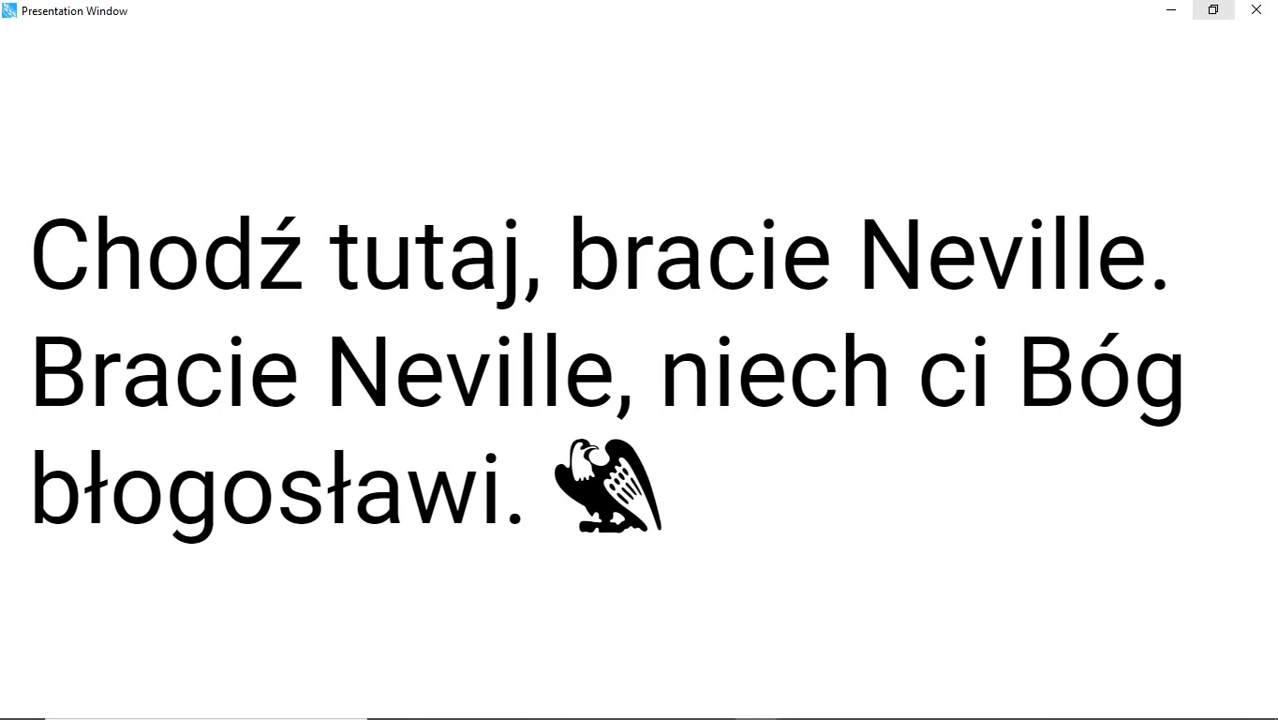 Presentation Window
Chodź tutaj, bracie Neville.
Bracie Neville, niech ci Bóg
błogosławi.